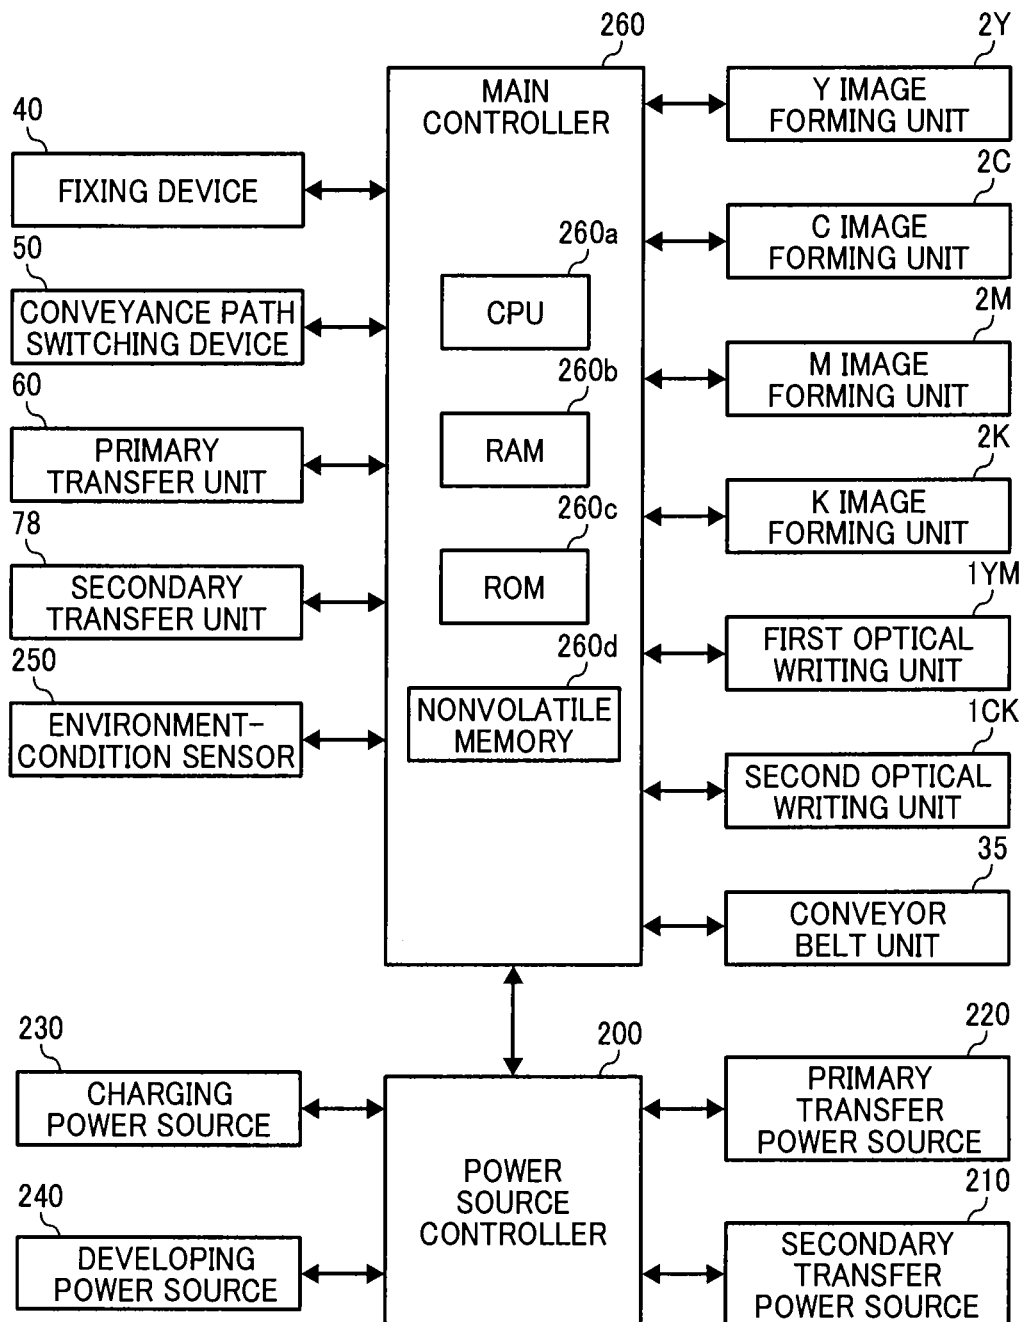 260
MAIN
CONTROLLER
260a
CPU
260b
RAM
260c
ROM
260d
NONVOLATILE
MEMORY
40
FIXING DEVICE
50
CONVEYANCE PATH
SWITCHING DEVICE
60
PRIMARY
TRANSFER UNIT
78
SECONDARY
TRANSFER UNIT
250
ENVIRONMENT-
CONDITION SENSOR
2Y
Y IMAGE
FORMING UNIT
2C
C IMAGE
FORMING UNIT
2M
M IMAGE
FORMING UNIT
2K
K IMAGE
FORMING UNIT
1YM
FIRST OPTICAL
WRITING UNIT
1CK
SECOND OPTICAL
WRITING UNIT
35
CONVEYOR
BELT UNIT
230
CHARGING
POWER SOURCE
240
DEVELOPING
POWER SOURCE
200
POWER
SOURCE
CONTROLLER
220
PRIMARY
TRANSFER
POWER SOURCE
210
SECONDARY
TRANSFER
POWER SOURCE